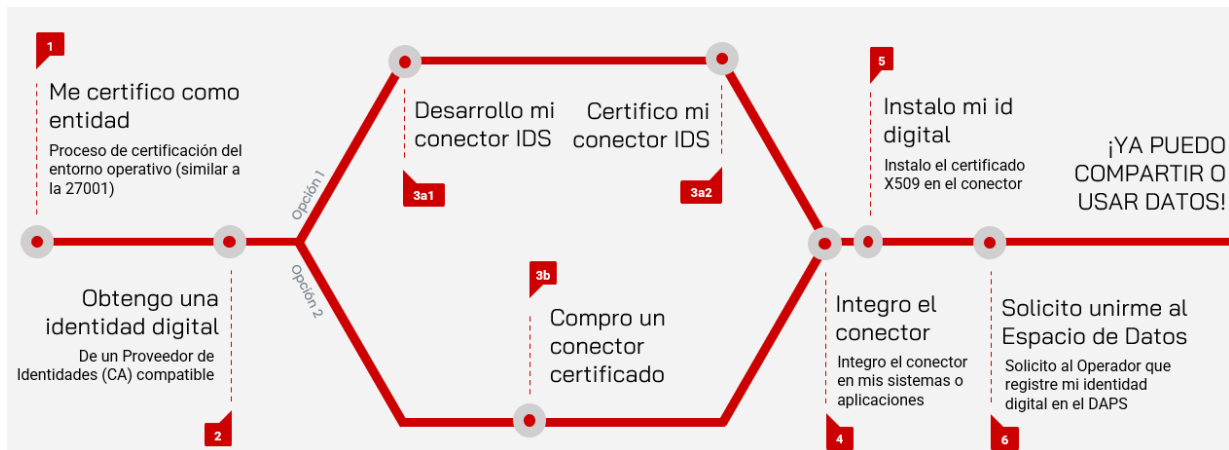 1
Me certifico como
entidad
Proceso de certificación del
entorno operativo (similar a
la 27001)
Obtengo una
identidad digital
De un Proveedor de
Identidades (CA) compatible
2
Opción 1
Opción 2
Desarrollo mi
conector IDS
3a1
Certifico mi
conector IDS
3a2
3b
Compro un
conector
certificado
Integro el
conector
Integro el conector
en mis sistemas o
aplicaciones
4
5
Instalo mi id
digital
Instalo el certificado
X509 en el conector
Solicito unirme al
Espacio de Datos
Solicito al Operador que
registre mi identidad
digital en el DAPS
6
¡YA PUEDO
COMPARTIR O
USAR DATOS!